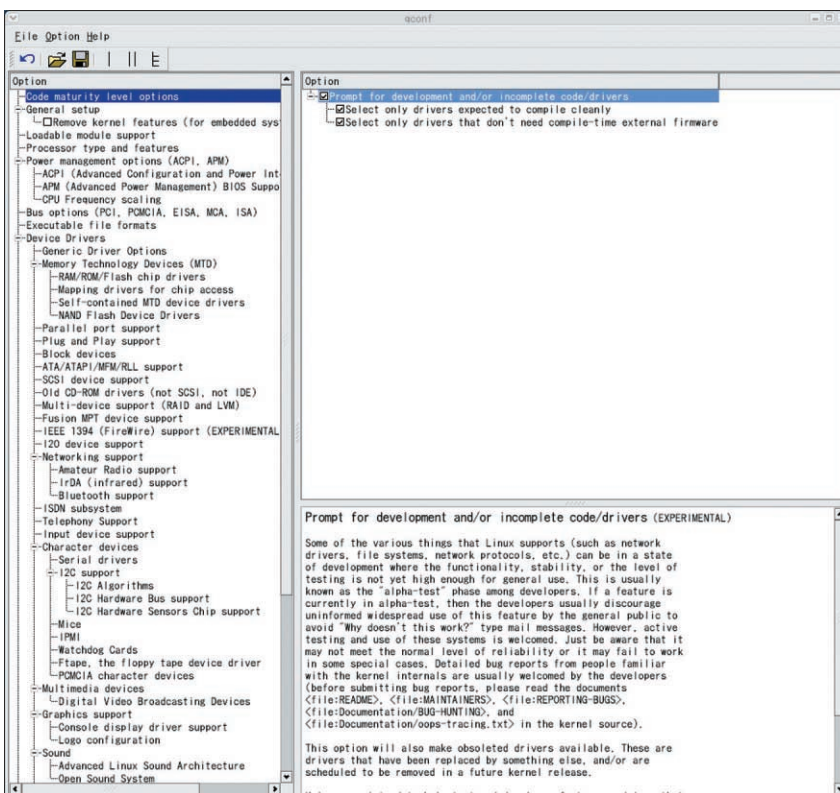 qconf
File Option Help
Option
Code maturity level options
General setup
Remove kernel features (for embedded sys
Loadable module support
Processor type and features
Power management options (ACPI, APM)
ACPI (Advanced Configuration and Power Int
APM (Advanced Power Management) BIOS Suppo
CPU Frequency scaling
Bus options (PCI, PCMCIA, EISA, MCA, ISA)
Executable file formats
Device Drivers
Generic Driver Options
Memory Technology Devices (MTD)
RAM/ROM/Flash chip drivers
Mapping drivers for chip access
Self-contained MTD device drivers
NAND Flash Device Drivers
Parallel port support
Plug and Play support
Block devices
ATA/ATAPI/MFM/RLL support
SCSI device support
Old CD-ROM drivers (not SCSI, not IDE)
Multi-device support (RAID and LVM)
Fusion MPT device support
IEEE 1394 (FireWire) support (EXPERIMENTAL
I2O device support
Networking support
Amateur Radio support
IrDA (infrared) support
Bluetooth support
ISDN subsystem
Telephony Support
Input device support
Character devices
Serial drivers
I2C support
I2C Algorithms
I2C Hardware Bus support
I2C Hardware Sensors Chip support
Mice
IPMI
Watchdog Cards
Ftape, the floppy tape device driver
PCMCIA character devices
Multimedia devices
Digital Video Broadcasting Devices
Graphics support
Console display driver support
Logo configuration
Sound
Advanced Linux Sound Architecture
Open Sound System
Option
Prompt for development and/or incomplete code/drivers
Select only drivers expected to compile cleanly
Select only drivers that don't need compile-time external firmware
Prompt for development and/or incomplete code/drivers (EXPERIMENTAL)
Some of the various things that Linux supports (such as network
drivers, file systems, network protocols, etc.) can be in a state
of development where the functionality, stability, or the level of
testing is not yet high enough for general use. This is usually
known as the "alpha-test" phase among developers. If a feature is
currently in alpha-test, then the developers usually discourage
uninformed widespread use of this feature by the general public to
avoid "Why doesn't this work?" type mail messages. However, active
testing and use of these systems is welcomed. Just be aware that it
may not meet the normal level of reliability or it may fail to work
in some special cases. Detailed bug reports from people familiar
with the kernel internals are usually welcomed by the developers
(before submitting bug reports, please read the documents
<file:README>, <file:MAINTAINERS>, <file:REPORTING-BUGS>,
<file:Documentation/BUG-HUNTING>, and
<file:Documentation/oops-tracing.txt> in the kernel source).
This option will also make obsoleted drivers available. These are
drivers that have been replaced by something else, and/or are
scheduled to be removed in a future kernel release.